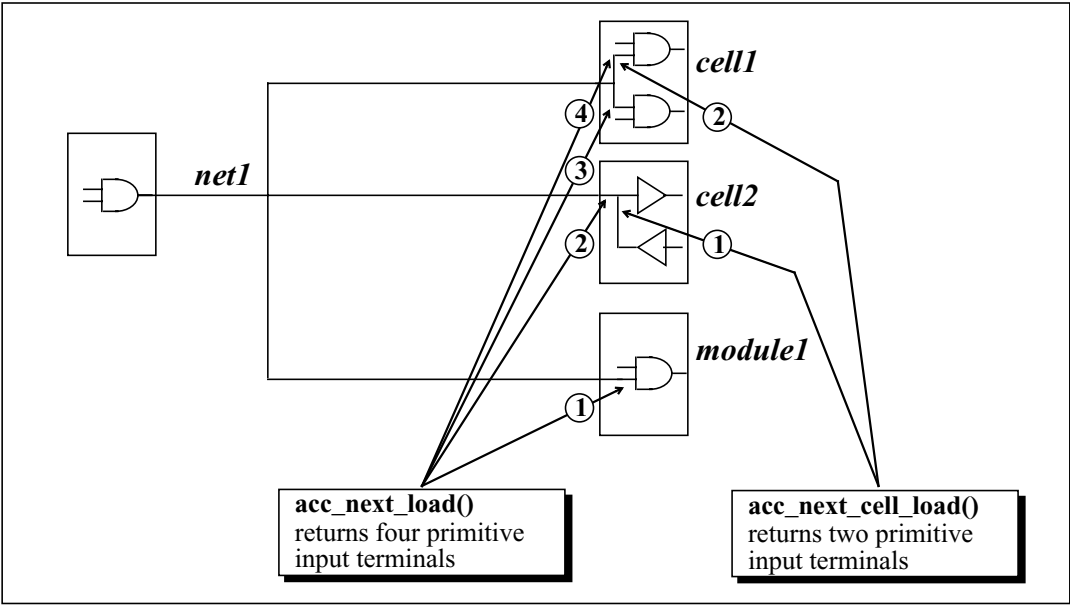 cell1
4
2
3
net1
cell2
2
1
module1
1
acc_next_load()
returns four primitive
input terminals
acc_next_cell_load()
returns two primitive
input terminals